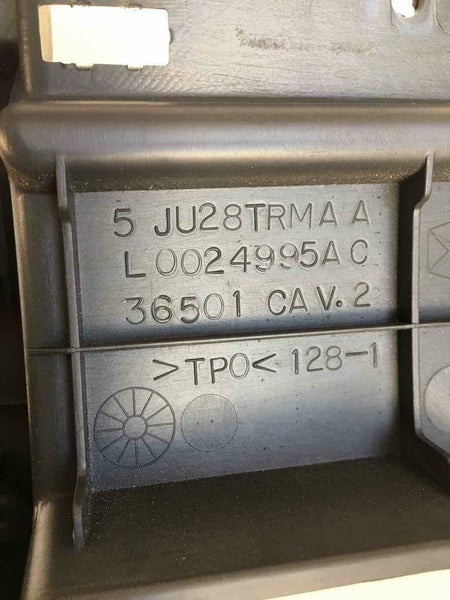 5 JU28TRMA A
L0024995AC
36501 CAV.2
>TPO<128-1